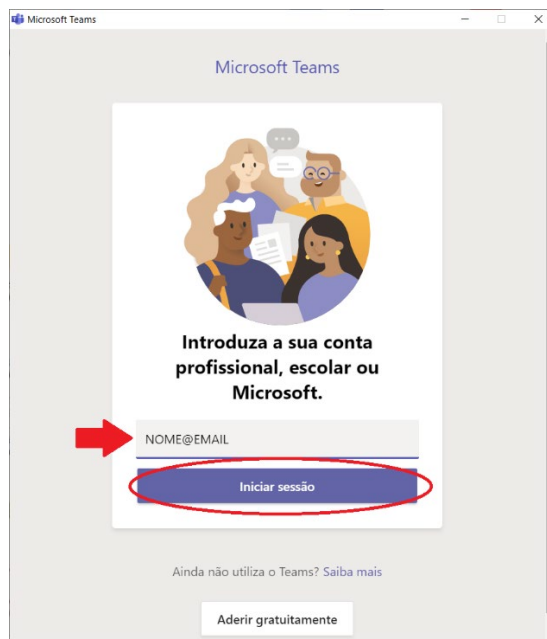 Microsoft Teams
Microsoft Teams
Introduza a sua conta
profissional, escolar ou
Microsoft.
NOME@EMAIL
Iniciar sessão
Ainda não utiliza o Teams? Saiba mais
Aderir gratuitamente